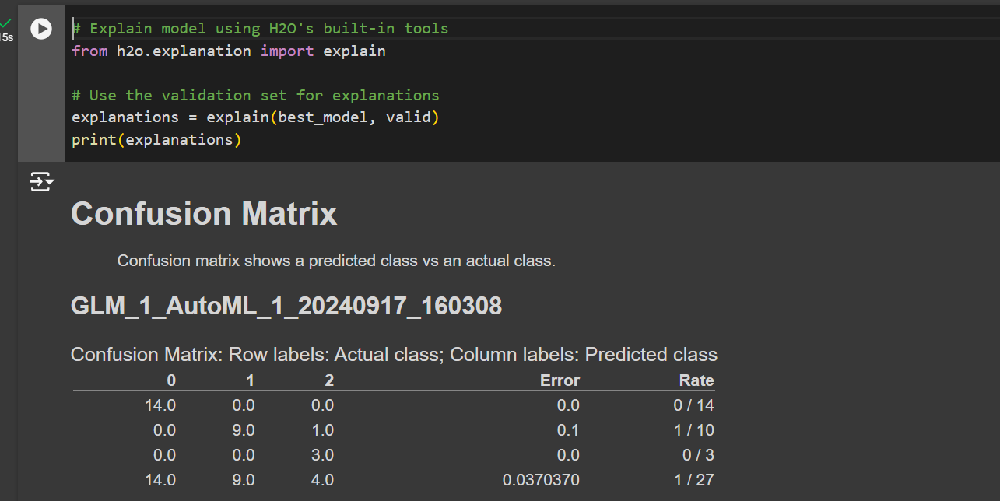 # Explain model using H2O's built-in tools
15s
from h2o.explanation import explain
# Use the validation set for explanations
explanations = explain(best_model, valid)
print(explanations)
Confusion Matrix
Confusion matrix shows a predicted class vs an actual class.
GLM_1_AutoML_1_20240917_160308
Confusion Matrix: Row labels: Actual class; Column labels: Predicted class
0 1 2 Error Rate
14.0 0.0 0.0 0.0 0 / 14
0.0 9.0 1.0 0.1 1 / 10
0.0 0.0 3.0 0.0 0 / 3
14.0 9.0 4.0 0.0370370 1 / 27